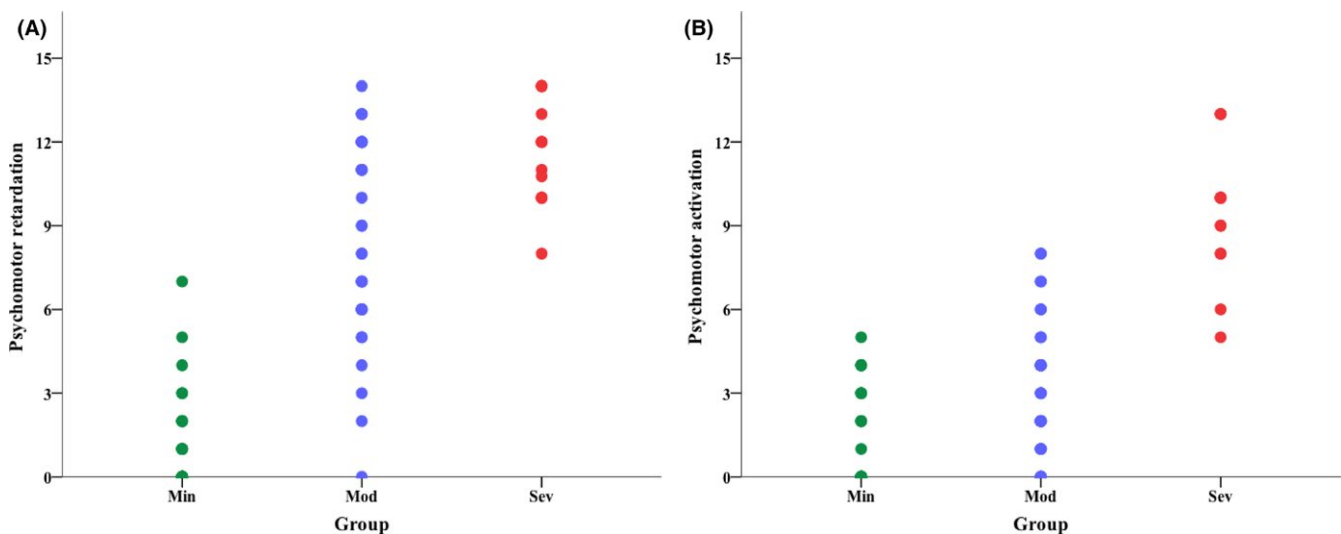 (A)
Psychomotor retardation
15
12
9
6
3
0
Min
Mod
Sev
Group
(B)
Psychomotor activation
15
12
9
6
3
0
Min
Mod
Sev
Group